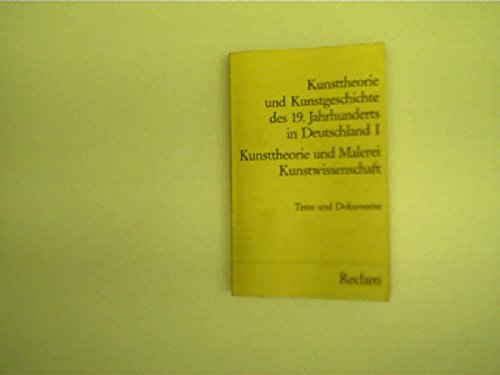 Kunsttheorie
und Kunstgeschichte
des 19. Jahrhunderts
in Deutschland I
Kunsttheorie und Malerei
Kunstwissenschaft
Texte und Dokumente
Reclam